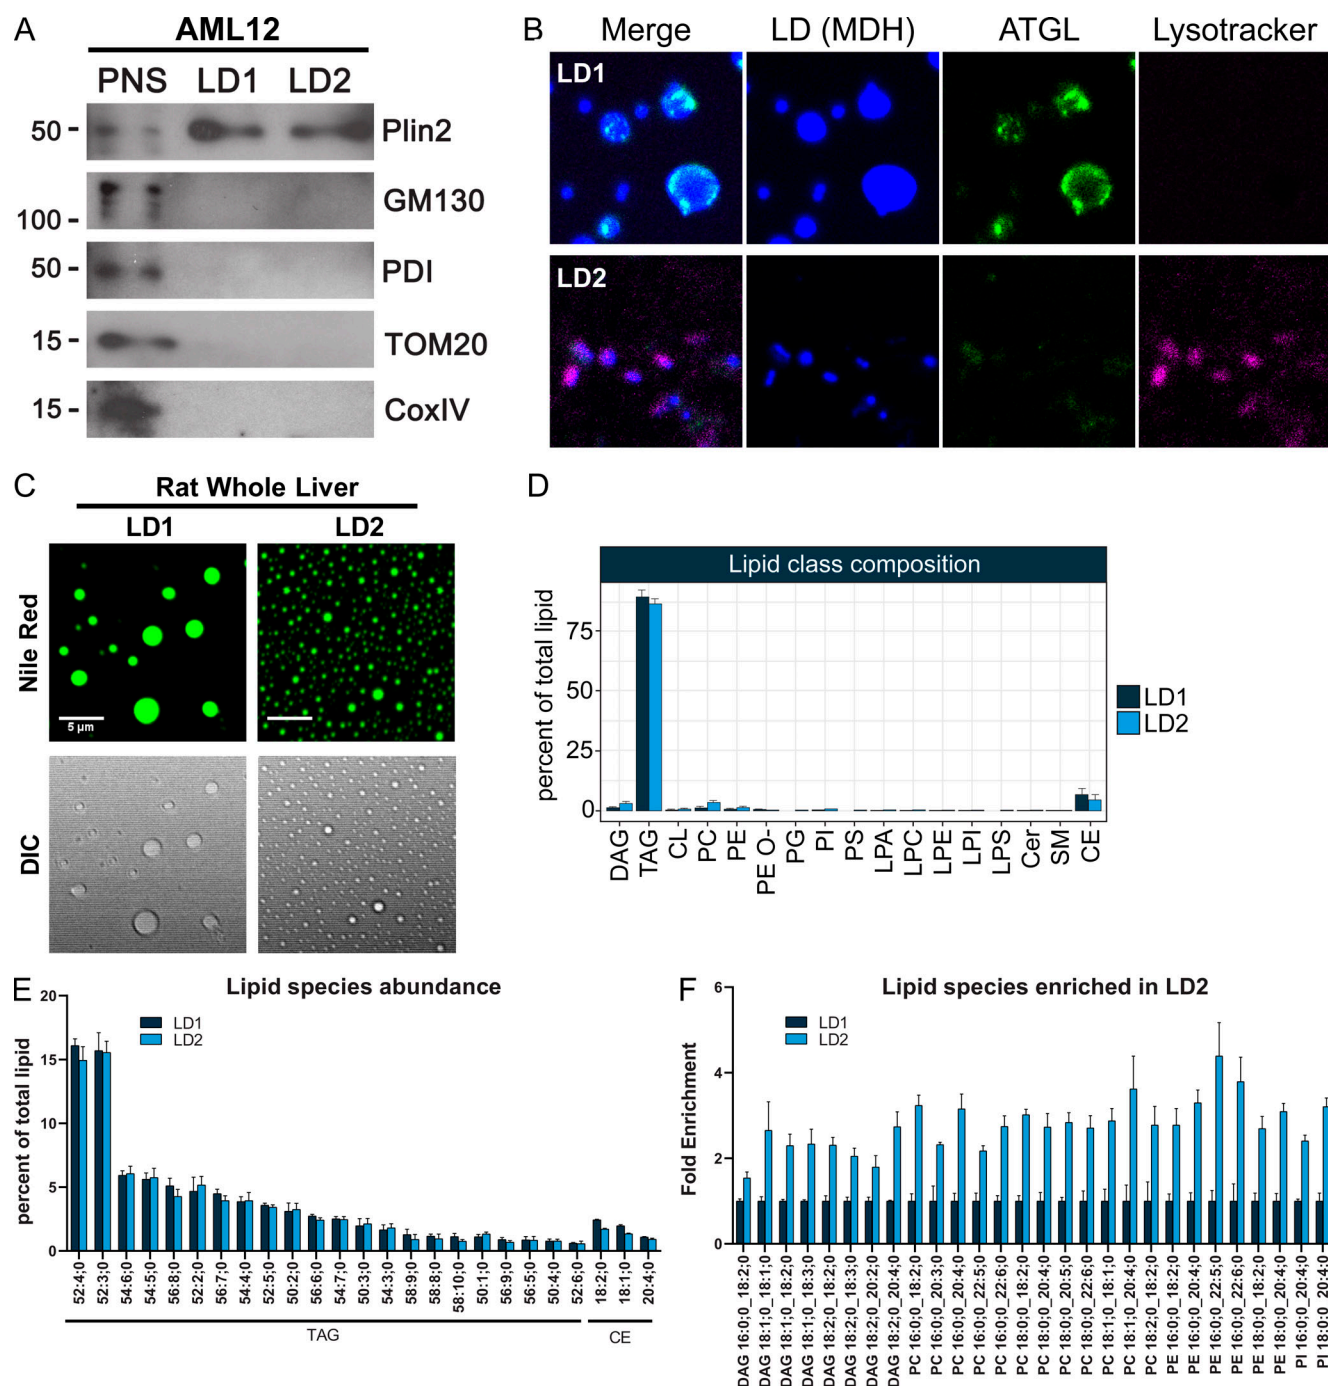 A
AML12
PNS LD1 LD2
50 - Plin2
GM130
100 -
50 - PDI
15 - TOM20
15 - CoxIV
B
Merge LD (MDH) ATGL Lysotracker
LD1
LD2
C
Rat Whole Liver
LD1 LD2
Nile Red
5 μm
DIC
D
Lipid class composition
percent of total lipid
75
50
25
0
DAG TAG CL PC PE PE O- PG PI PS LPA LPC LPE LPI LPS Cer SM CE
LD1
LD2
E
Lipid species abundance
LD1
LD2
percent of total lipid
20
15
10
5
0
52:4;0 52:3;0 54:6;0 54:5;0 56:8;0 52:2;0 56:7;0 54:4;0 52:5;0 50:2;0 56:6;0 54:7;0 50:3;0 54:3;0 58:9;0 58:8;0 58:10;0 50:1;0 56:9;0 56:5;0 50:4;0 52:6;0 18:2;0 18:1;0 20:4;0
TAG CE
F
Lipid species enriched in LD2
LD1
LD2
Fold Enrichment
6
4
2
0
DAG 16:0;0_18:2;0
DAG 18:1;0_18:1;0
DAG 18:1;0_18:2;0
DAG 18:1;0_18:3;0
DAG 18:2;0_18:2;0
DAG 18:2;0_18:3;0
DAG 18:2;0_20:2;0
DAG 18:2;0_20:4;0
PC 16:0;0_18:2;0
PC 16:0;0_20:3;0
PC 16:0;0_20:4;0
PC 16:0;0_22:5;0
PC 16:0;0_22:6;0
PC 18:0;0_18:2;0
PC 18:0;0_20:4;0
PC 18:0;0_20:5;0
PC 18:0;0_22:6;0
PC 18:1;0_18:1;0
PC 18:1;0_20:4;0
PC 18:2;0_18:2;0
PE 16:0;0_18:2;0
PE 16:0;0_20:4;0
PE 16:0;0_22:5;0
PE 16:0;0_22:6;0
PE 18:0;0_18:2;0
PE 18:0;0_20:4;0
PI 16:0;0_20:4;0
PI 18:0;0_20:4;0